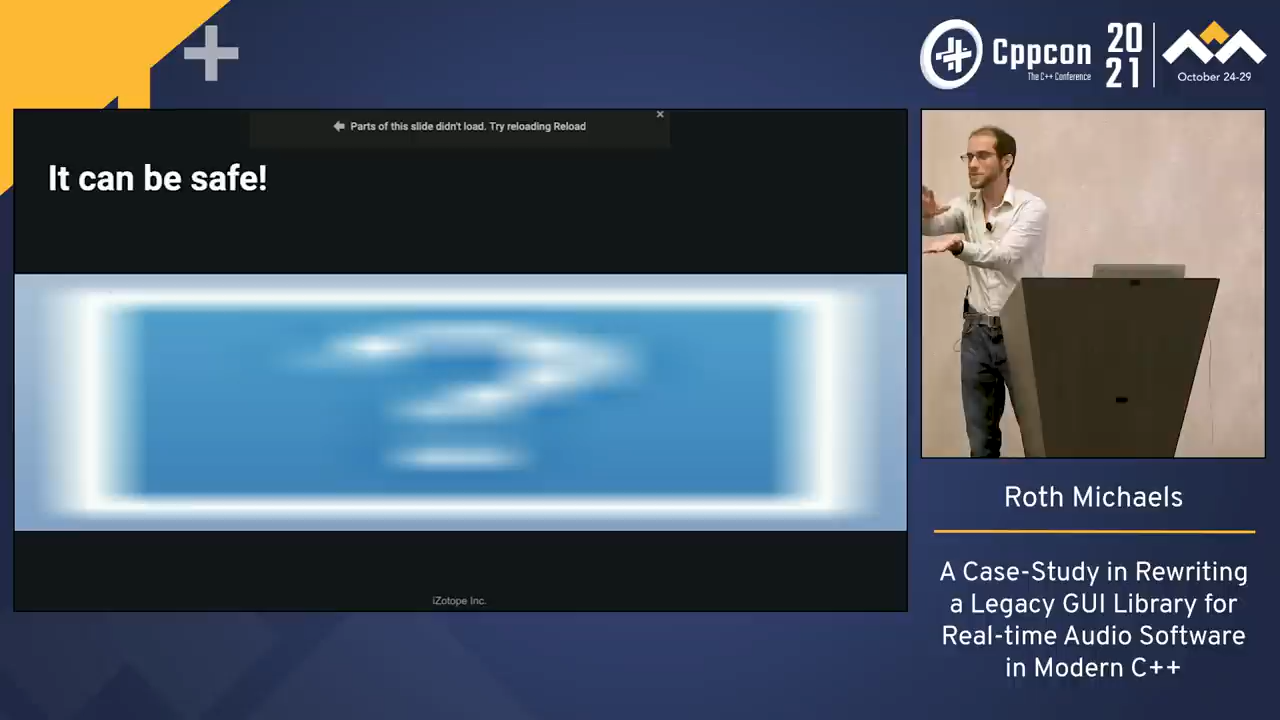 Cppcon
The C++ Conference
20
21
October 24-29
Parts of this slide didn't load. Try reloading Reload
It can be safe!
?
iZotope Inc.
Roth Michaels
A Case-Study in Rewriting
a Legacy GUI Library for
Real-time Audio Software
in Modern C++